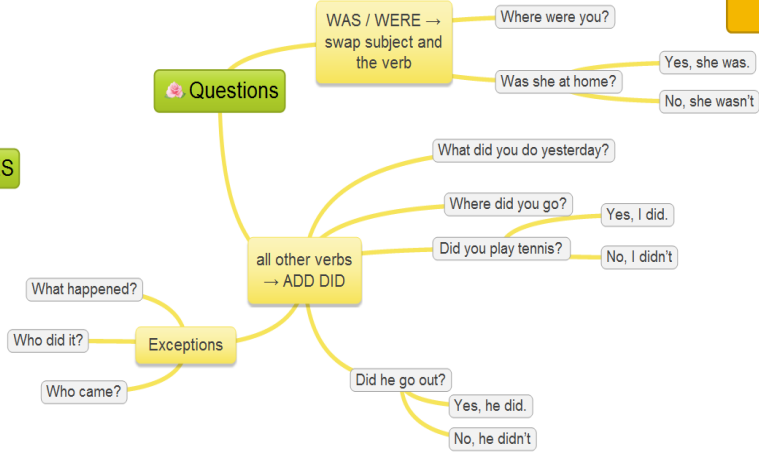 Questions
WAS / WERE →
swap subject and
the verb
Where were you?
Was she at home?
Yes, she was.
No, she wasn't
S
all other verbs
→ ADD DID
What did you do yesterday?
Where did you go?
Did you play tennis?
Yes, I did.
No, I didn't
Did he go out?
Yes, he did.
No, he didn't
Exceptions
What happened?
Who did it?
Who came?